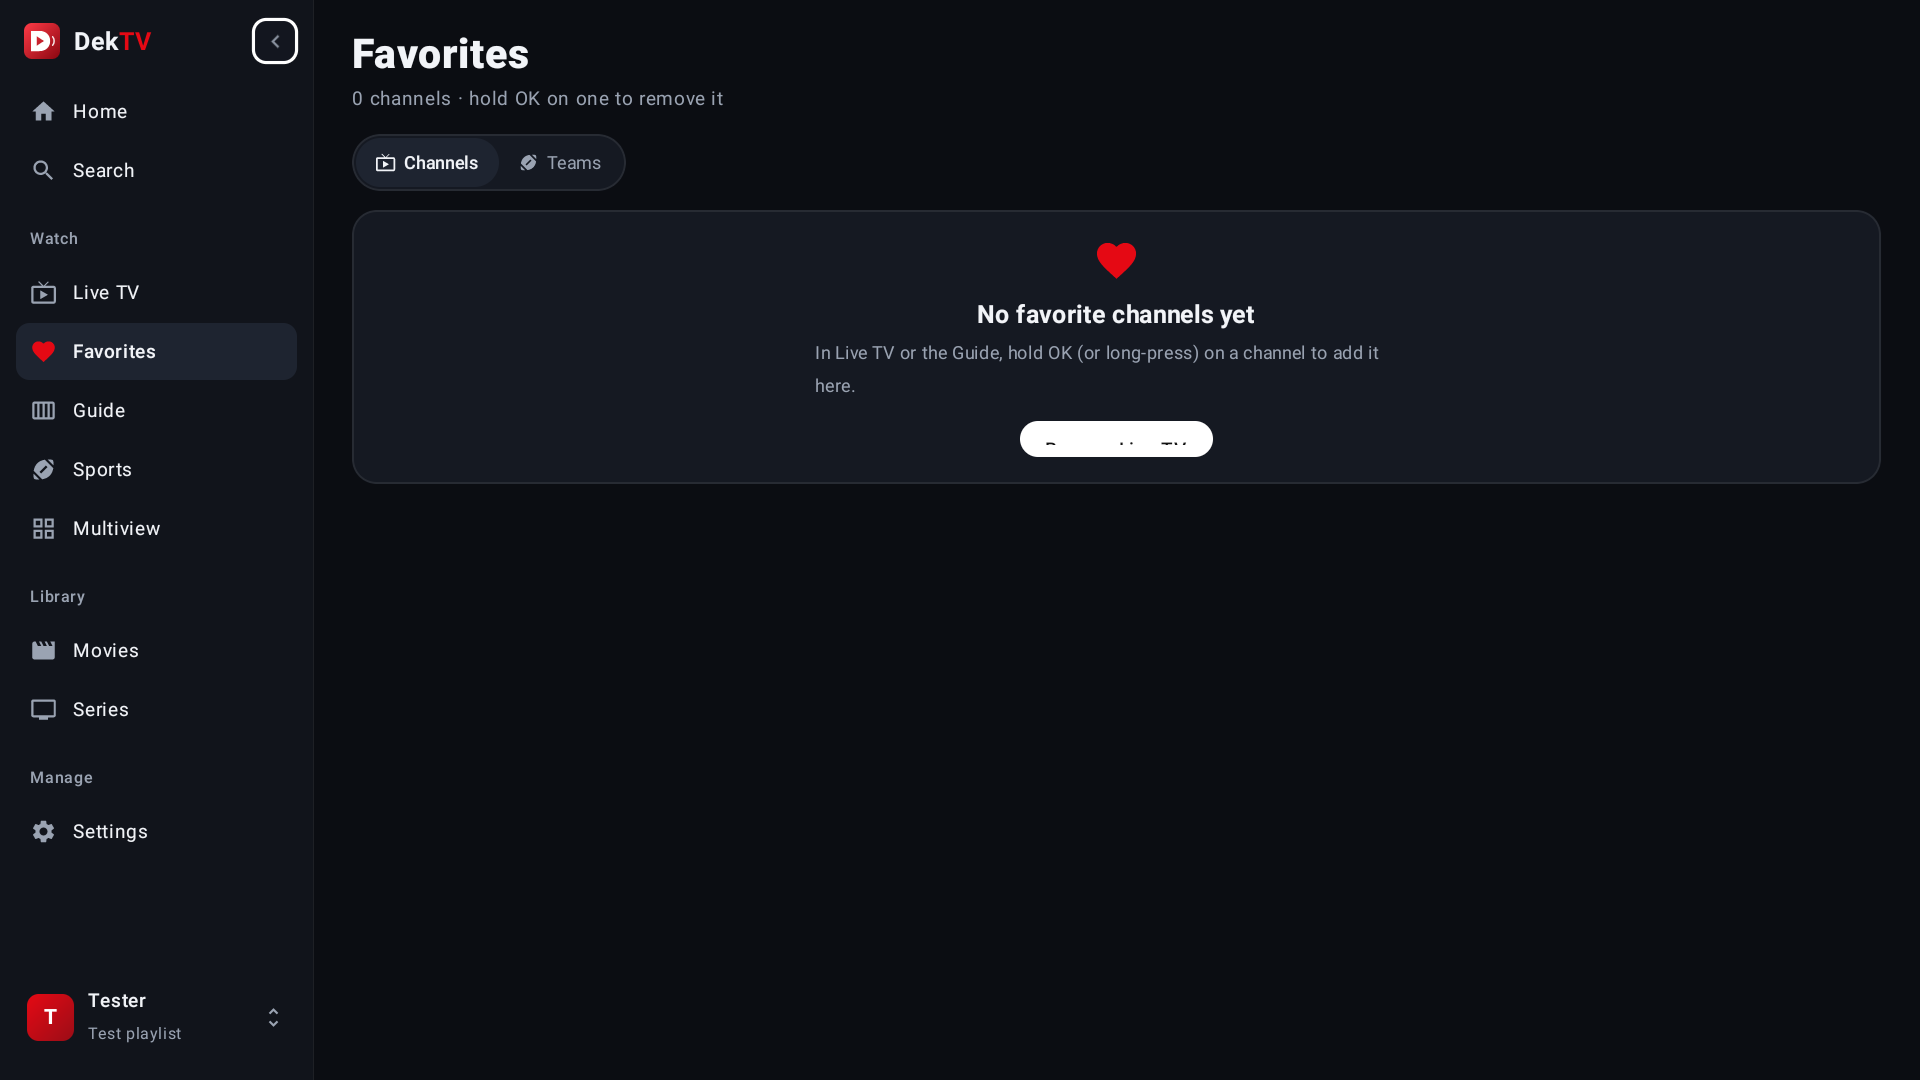 DekTV
Home
Search
Watch
Live TV
Favorites
Guide
Sports
Multiview
Library
Movies
Series
Manage
Settings
T
Tester
Test playlist
Favorites
0 channels · hold OK on one to remove it
Channels
Teams
No favorite channels yet
In Live TV or the Guide, hold OK (or long-press) on a channel to add it
here.